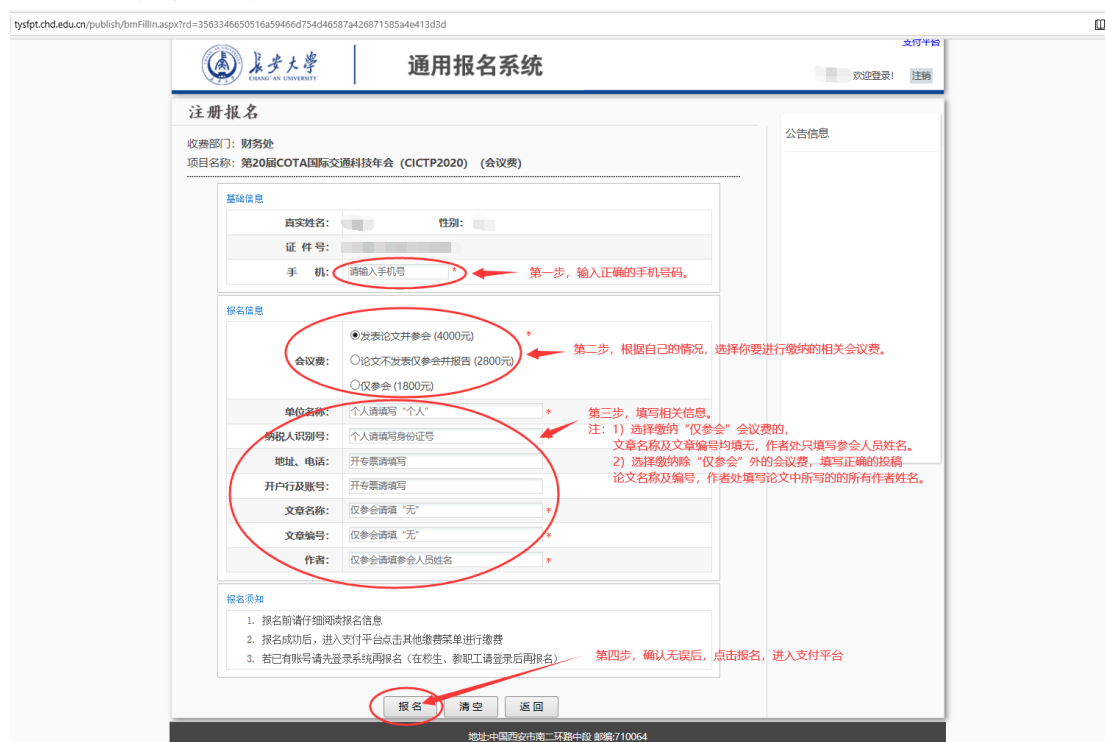 tysfpt.chd.edu.cn/publish/bmFillIn.aspx?rd=3563346650516a59466d754d46587a426871585a4e413d3d
支付平台
長安大學
CHANG'AN UNIVERSITY
通用报名系统
欢迎登录! 注销
注册报名
收费部门: 财务处
项目名称: 第20届COTA国际交通科技年会（CICTP2020）(会议费)
公告信息
基础信息
真实姓名: 性别:
证 件 号:
手 机: 请输入手机号 *
第一步，输入正确的手机号码。
报名信息
会议费:
发表论文并参会 (4000元) *
论文不发表仅参会并报告 (2800元)
仅参会 (1800元)
第二步，根据自己的情况，选择你要进行缴纳的相关会议费。
单位名称: 个人请填写 "个人" *
纳税人识别号: 个人请填写身份证号
地址、电话: 开专票请填写
开户行及账号: 开专票请填写
文章名称: 仅参会请填 "无" *
文章编号: 仅参会请填 "无" *
作者: 仅参会请填参会人员姓名 *
第三步，填写相关信息。
注：1）选择缴纳“仅参会”会议费的，
文章名称及文章编号均填无，作者处只填写参会人员姓名。
2）选择缴纳除“仅参会”外的会议费，填写正确的投稿
论文名称及编号，作者处填写论文中所写的的所有作者姓名。
报名须知
1. 报名前请仔细阅读报名信息
2. 报名成功后，进入支付平台点击其他缴费菜单进行缴费
3. 若已有账号请先登录系统再报名（在校生、教职工请登录后再报名）
第四步，确认无误后，点击报名，进入支付平台
报 名 清 空 返 回
地址:中国西安市南二环路中段 邮编:710064